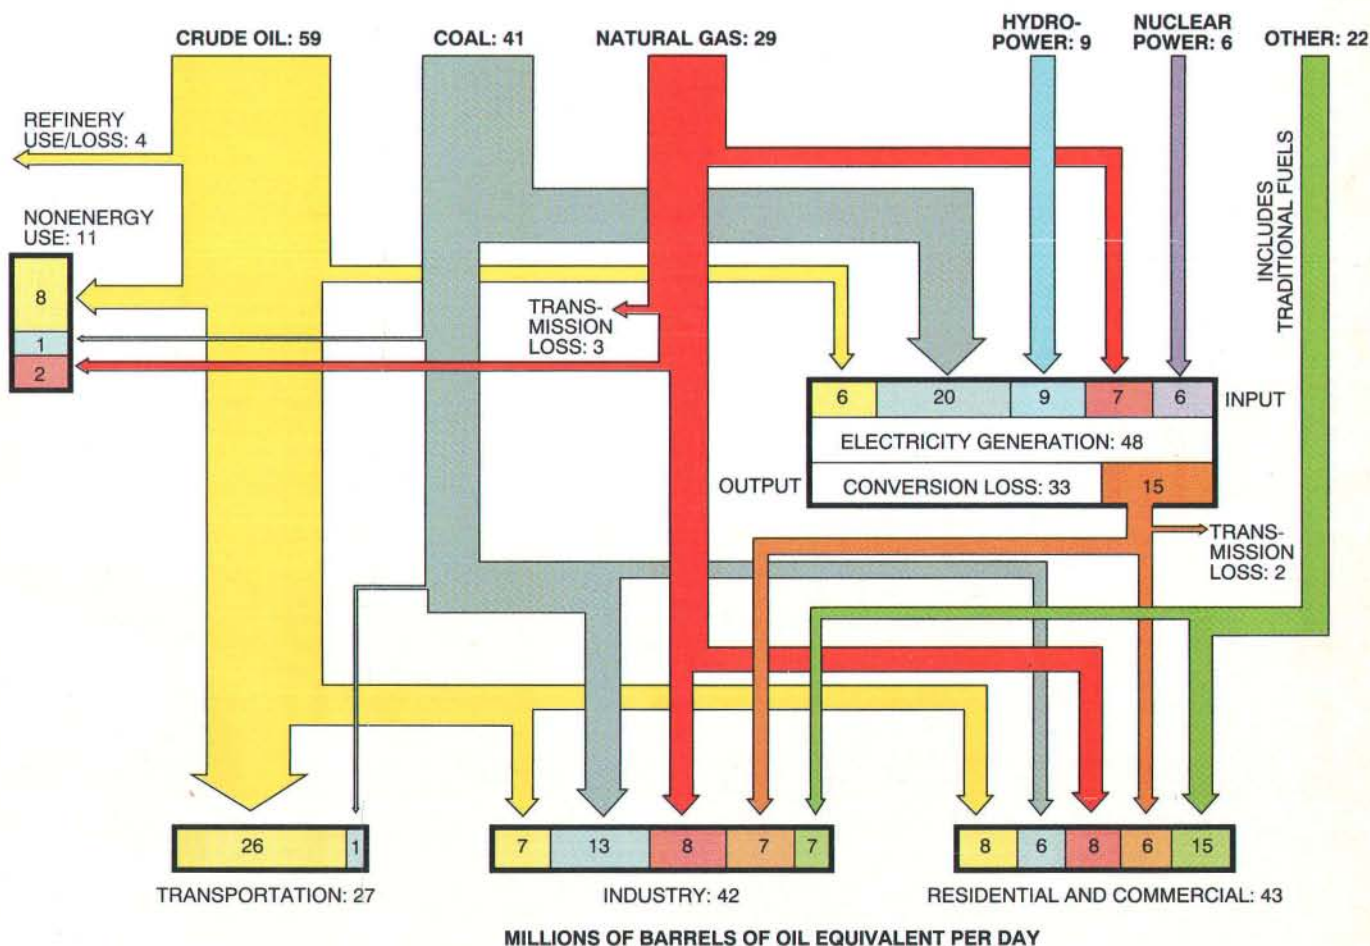 CRUDE OIL: 59
COAL: 41
NATURAL GAS: 29
HYDRO-
POWER: 9
NUCLEAR
POWER: 6
OTHER: 22
REFINERY
USE/LOSS: 4
NONENERGY
USE: 11
8
1
2
TRANS-
MISSION
LOSS: 3
INCLUDES
TRADITIONAL FUELS
6 20 9 7 6
INPUT
ELECTRICITY GENERATION: 48
OUTPUT
CONVERSION LOSS: 33
15
TRANS-
MISSION
LOSS: 2
26 1
7 13 8 7 7
8 6 8 6 15
TRANSPORTATION: 27
INDUSTRY: 42
RESIDENTIAL AND COMMERCIAL: 43
MILLIONS OF BARRELS OF OIL EQUIVALENT PER DAY